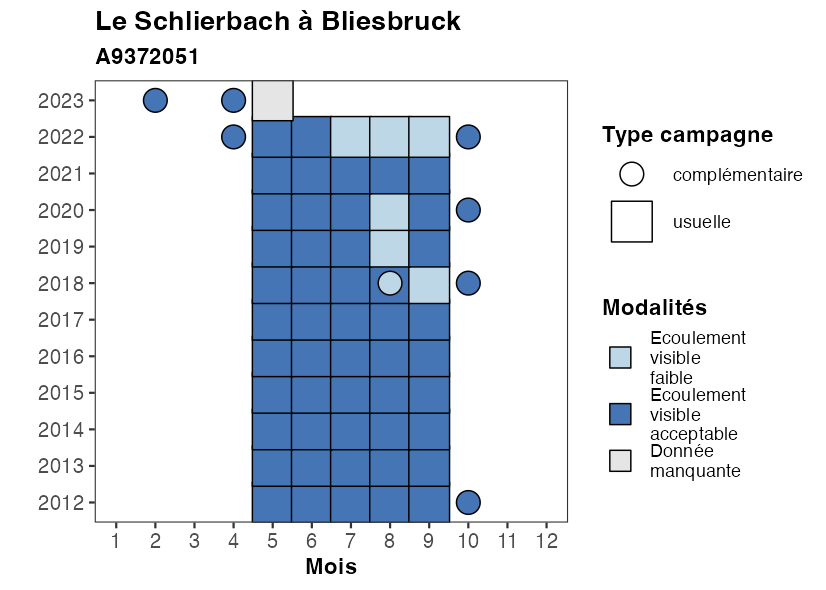 Le Schlierbach à Bliesbruck
A9372051
2023
2022
2021
2020
2019
2018
2017
2016
2015
2014
2013
2012
1 2 3 4 5 6 7 8 9 10 11 12
Mois
Type campagne
complémentaire
usuelle
Modalités
Ecoulement
visible
faible
Ecoulement
visible
acceptable
Donnée
manquante